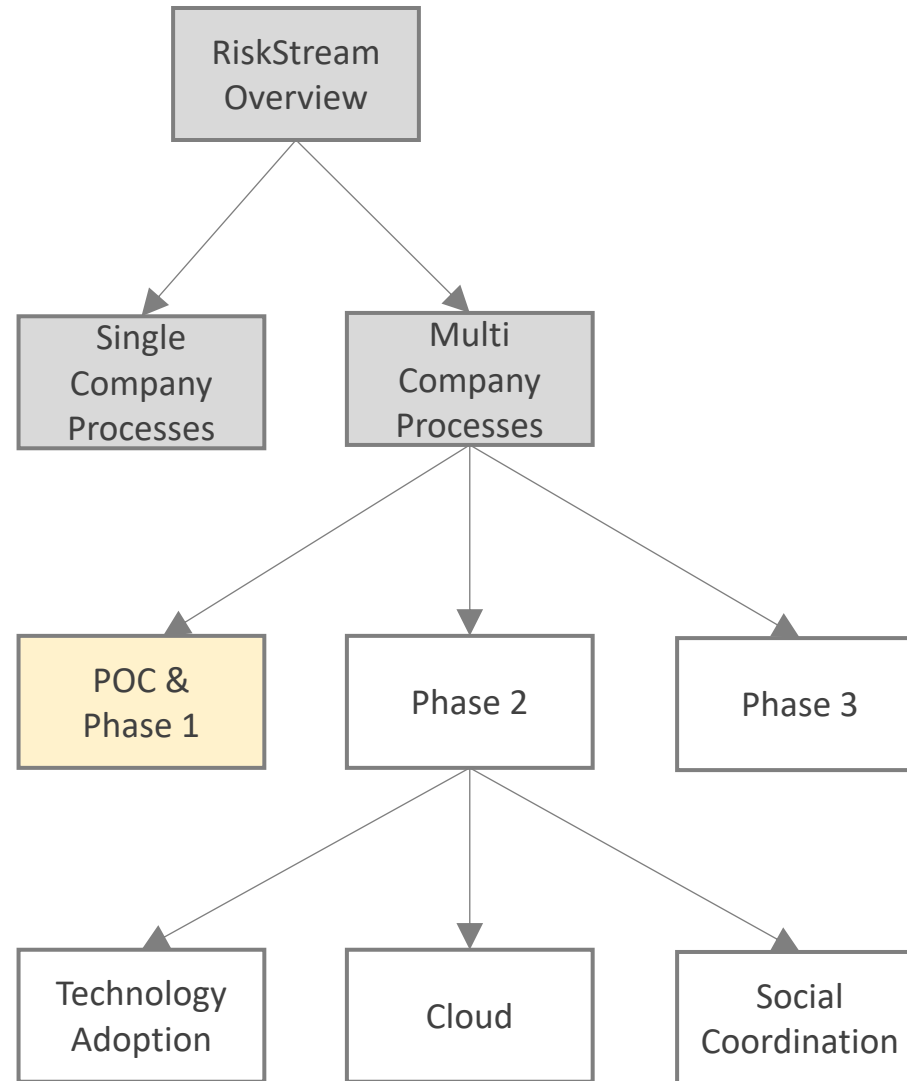 RiskStream
Overview
Single
Company
Processes
Multi
Company
Processes
POC &
Phase 1
Phase 2
Phase 3
Technology
Adoption
Cloud
Social
Coordination